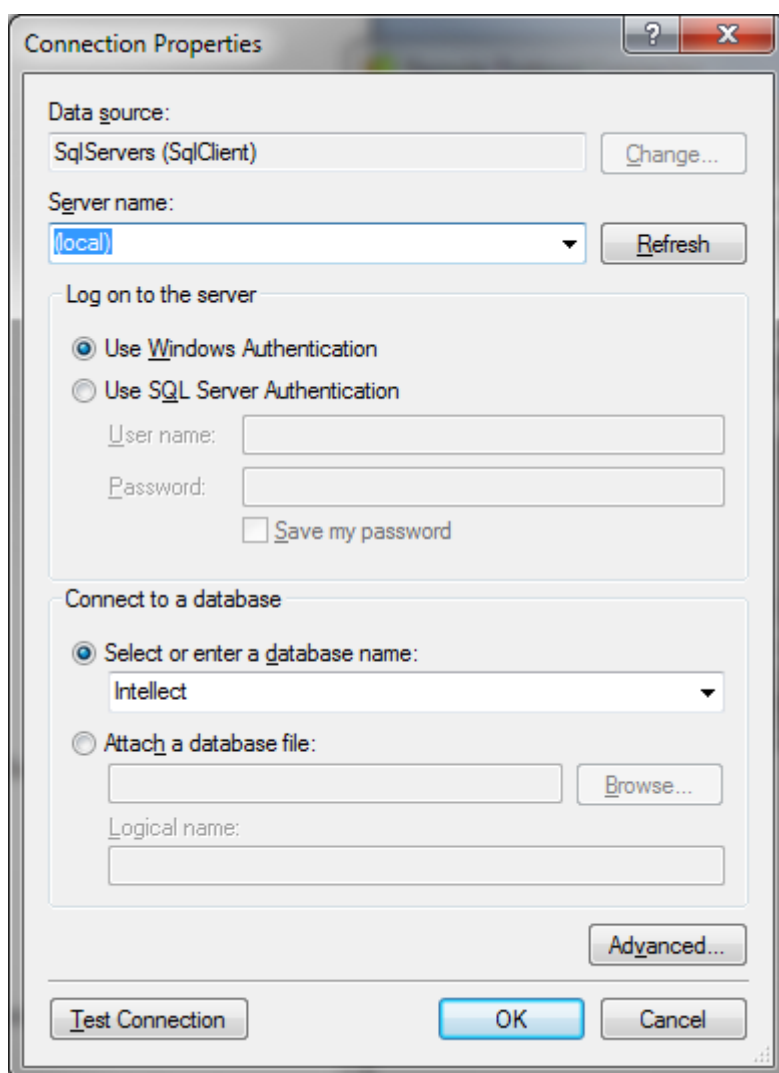 Connection Properties
?
Data source:
SqlServers (SqlClient)
Change...
Server name:
(local)
Refresh
Log on to the server
Use Windows Authentication
Use SQL Server Authentication
User name:
Password:
Save my password
Connect to a database
Select or enter a database name:
Intellect
Attach a database file:
Browse...
Logical name:
Advanced...
Test Connection
OK
Cancel